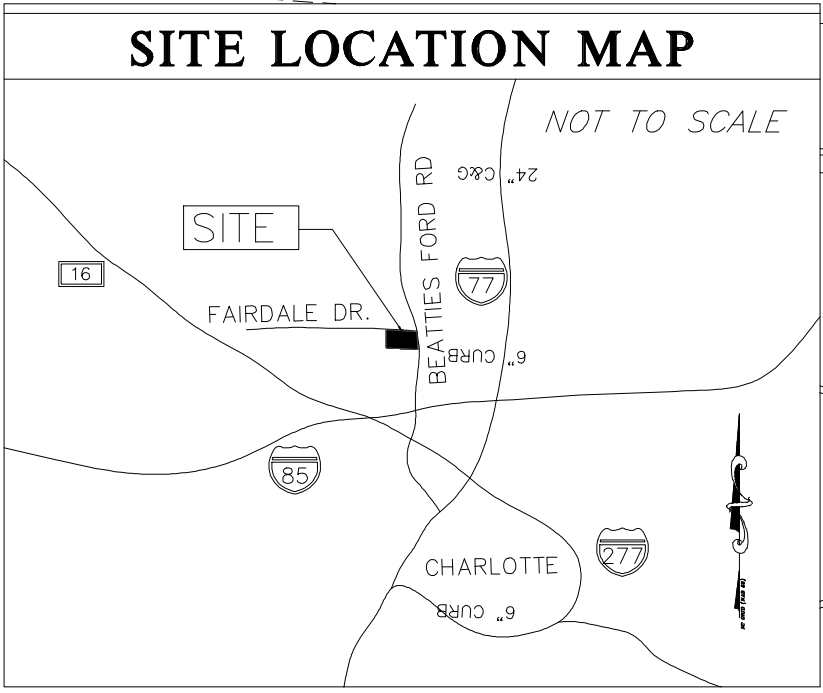 SITE LOCATION MAP
NOT TO SCALE
24" C&G
BEATTIES FORD RD
SITE
16
77
FAIRDALE DR.
6" CURB
85
277
CHARLOTTE
6" CURB